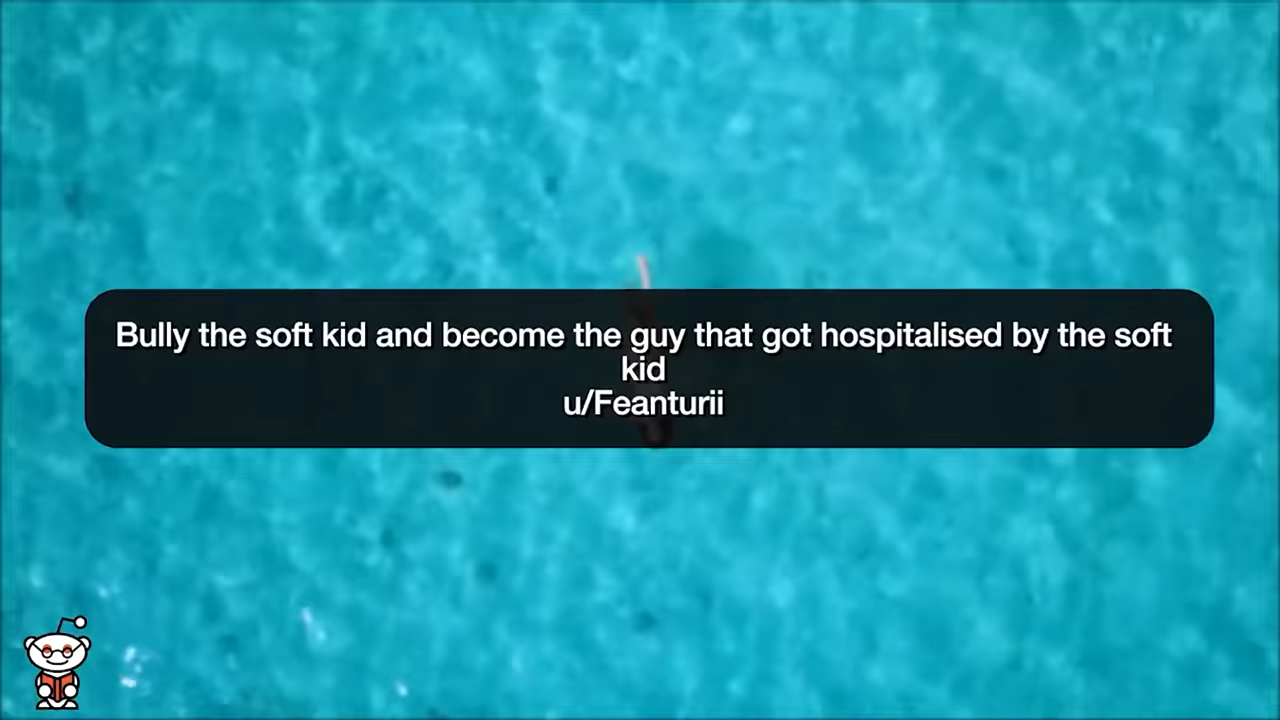 Bully the soft kid and become the guy that got hospitalised by the soft
kid
u/Feanturii